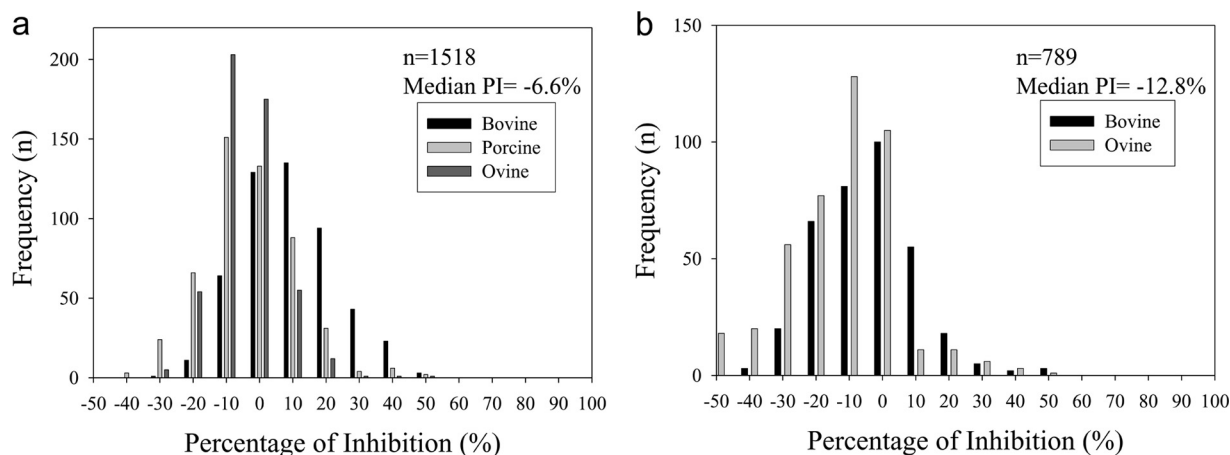 a
n=1518
Median PI= -6.6%
Bovine
Porcine
Ovine
Frequency (n)
200
150
100
50
0
-50 -40 -30 -20 -10 0 10 20 30 40 50 60 70 80 90 100
Percentage of Inhibition (%)
b
n=789
Median PI= -12.8%
Bovine
Ovine
Frequency (n)
150
100
50
0
-50 -40 -30 -20 -10 0 10 20 30 40 50 60 70 80 90 100
Percentage of Inhibition (%)